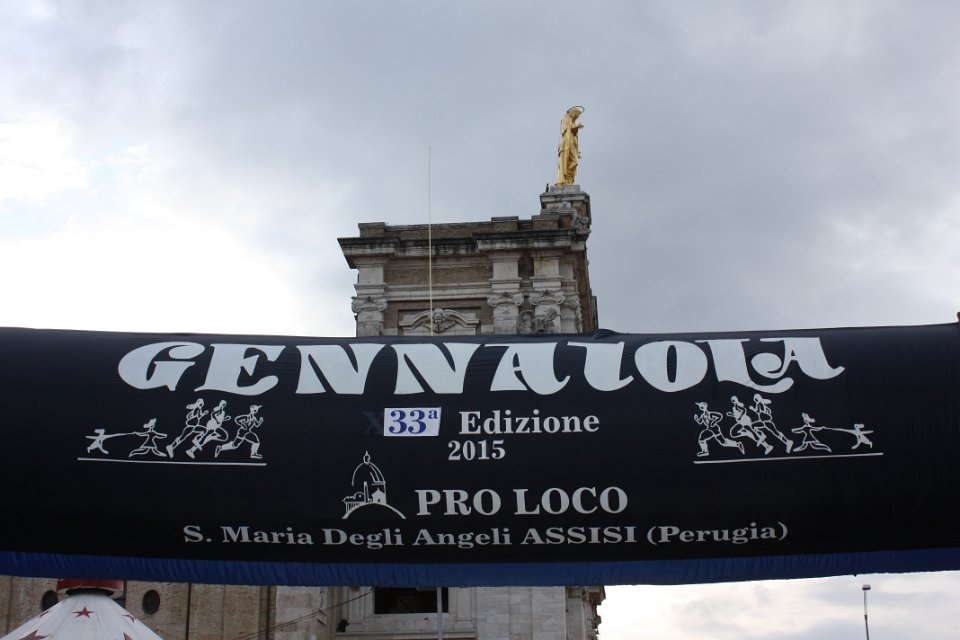 GENNAIOLA
33ª Edizione
2015
PRO LOCO
S. Maria Degli Angeli ASSISI (Perugia)